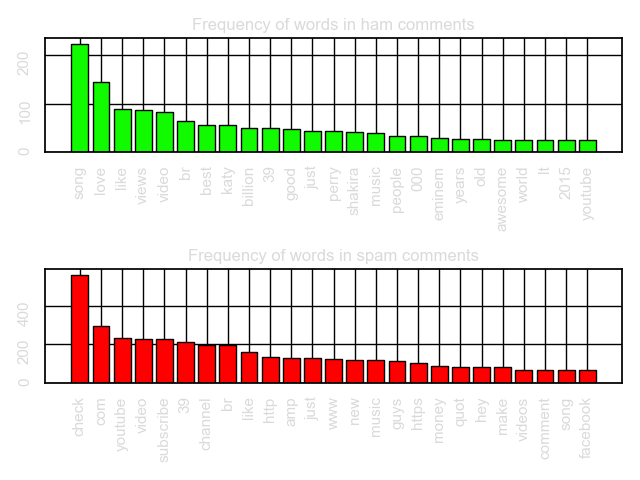 Frequency of words in ham comments
200
100
0
song love like views video br best katy billion 39 good just perry shakira music people 000 eminem years old awesome world lt 2015 youtube
Frequency of words in spam comments
400
200
0
check com youtube video subscribe 39 channel br like http amp just www new music guys https money quot hey make videos comment song facebook